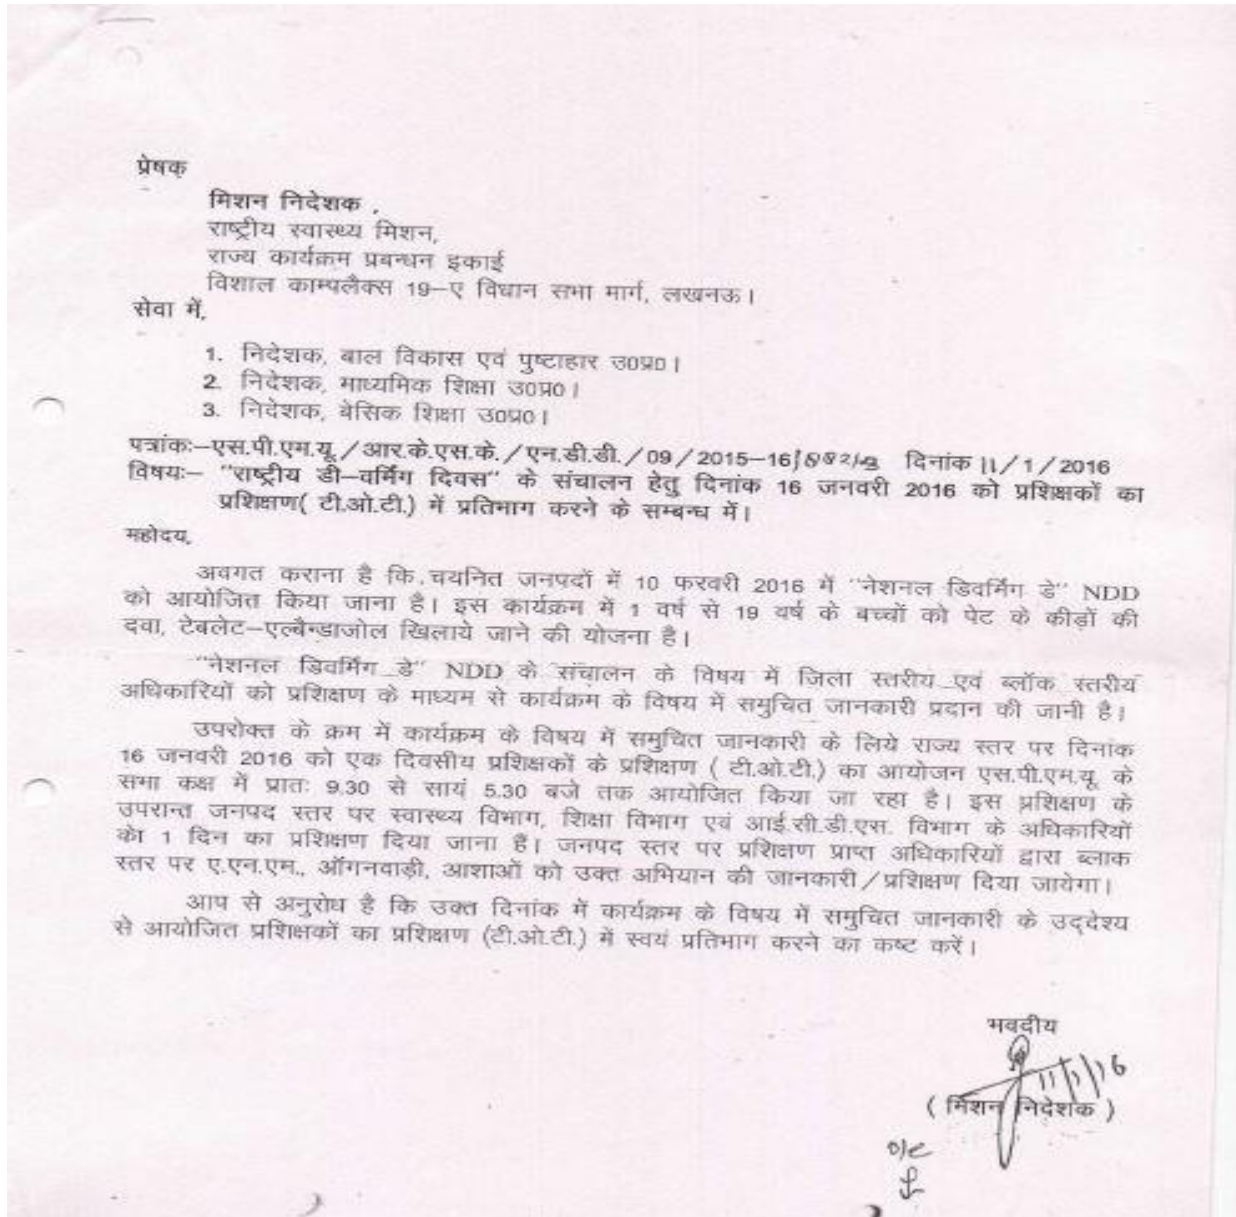 प्रेषक
मिशन निदेशक ,
राष्ट्रीय स्वास्थ्य मिशन,
राज्य कार्यक्रम प्रबन्धन इकाई
विशाल काम्पलैक्स 19–ए विधान सभा मार्ग, लखनऊ।
सेवा में,
1. निदेशक, बाल विकास एवं पुष्टाहार उ0प्र0।
2. निदेशक, माध्यमिक शिक्षा उ0प्र0।
3. निदेशक, बेसिक शिक्षा उ0प्र0।
पत्रांकः–एस.पी.एम.यू./आर.के.एस.के./एन.डी.डी./09/2015–16 दिनांक 11/1/2016
विषयः– "राष्ट्रीय डी–वर्मिंग दिवस" के संचालन हेतु दिनांक 16 जनवरी 2016 को प्रशिक्षकों का
प्रशिक्षण( टी.ओ.टी.) में प्रतिभाग करने के सम्बन्ध में।
महोदय,
अवगत कराना है कि चयनित जनपदों में 10 फरवरी 2016 में "नेशनल डिवर्मिंग डे" NDD
को आयोजित किया जाना है। इस कार्यक्रम में 1 वर्ष से 19 वर्ष के बच्चों को पेट के कीड़ों की
दवा, टेबलेट–एल्बैन्डाजोल खिलाये जाने की योजना है।
"नेशनल डिवर्मिंग डे" NDD के संचालन के विषय में जिला स्तरीय एवं ब्लॉक स्तरीय
अधिकारियों को प्रशिक्षण के माध्यम से कार्यक्रम के विषय में समुचित जानकारी प्रदान की जानी है।
उपरोक्त के क्रम में कार्यक्रम के विषय में समुचित जानकारी के लिये राज्य स्तर पर दिनांक
16 जनवरी 2016 को एक दिवसीय प्रशिक्षकों के प्रशिक्षण ( टी.ओ.टी.) का आयोजन एस.पी.एम.यू. के
सभा कक्ष में प्रातः 9.30 से सायं 5.30 बजे तक आयोजित किया जा रहा है। इस प्रशिक्षण के
उपरान्त जनपद स्तर पर स्वास्थ्य विभाग, शिक्षा विभाग एवं आई.सी.डी.एस. विभाग के अधिकारियों
केा 1 दिन का प्रशिक्षण दिया जाना है। जनपद स्तर पर प्रशिक्षण प्राप्त अधिकारियों द्वारा ब्लाक
स्तर पर ए.एन.एम., ऑगनवाड़ी, आशाओं को उक्त अभियान की जानकारी/प्रशिक्षण दिया जायेगा।
आप से अनुरोध है कि उक्त दिनांक में कार्यक्रम के विषय में समुचित जानकारी के उद्देश्य
से आयोजित प्रशिक्षकों का प्रशिक्षण (टी.ओ.टी.) में स्वयं प्रतिभाग करने का कष्ट करें।
भवदीय
11/1/16
( मिशन निदेशक )